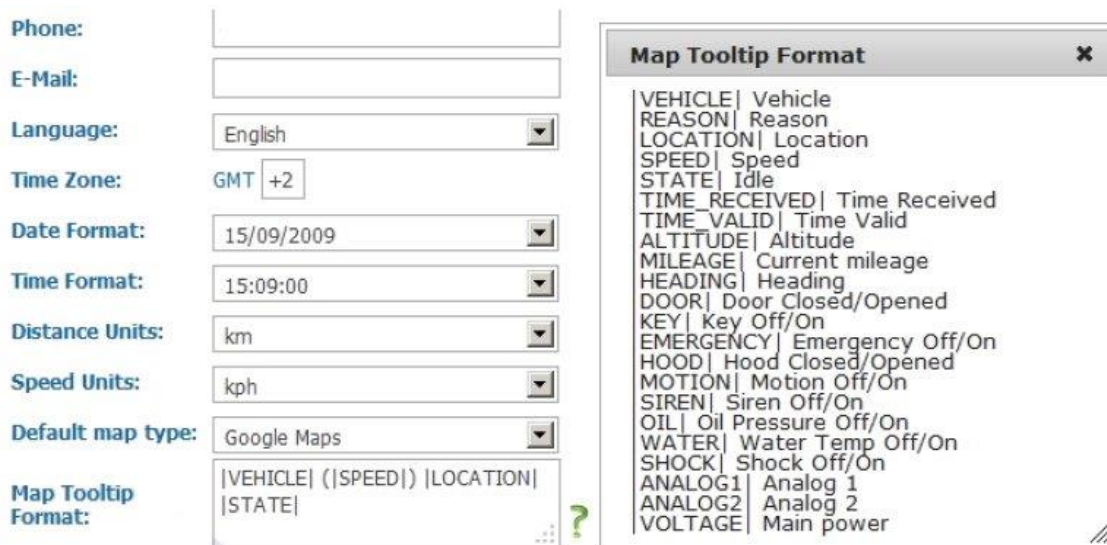 Phone:
E-Mail:
Language: English
Time Zone: GMT +2
Date Format: 15/09/2009
Time Format: 15:09:00
Distance Units: km
Speed Units: kph
Default map type: Google Maps
Map Tooltip Format: |VEHICLE| (|SPEED|) |LOCATION|
|STATE|
?
Map Tooltip Format
|VEHICLE| Vehicle
|REASON| Reason
|LOCATION| Location
|SPEED| Speed
|STATE| Idle
|TIME_RECEIVED| Time Received
|TIME_VALID| Time Valid
|ALTITUDE| Altitude
|MILEAGE| Current mileage
|HEADING| Heading
|DOOR| Door Closed/Opened
|KEY| Key Off/On
|EMERGENCY| Emergency Off/On
|HOOD| Hood Closed/Opened
|MOTION| Motion Off/On
|SIREN| Siren Off/On
|OIL| Oil Pressure Off/On
|WATER| Water Temp Off/On
|SHOCK| Shock Off/On
|ANALOG1| Analog 1
|ANALOG2| Analog 2
|VOLTAGE| Main power